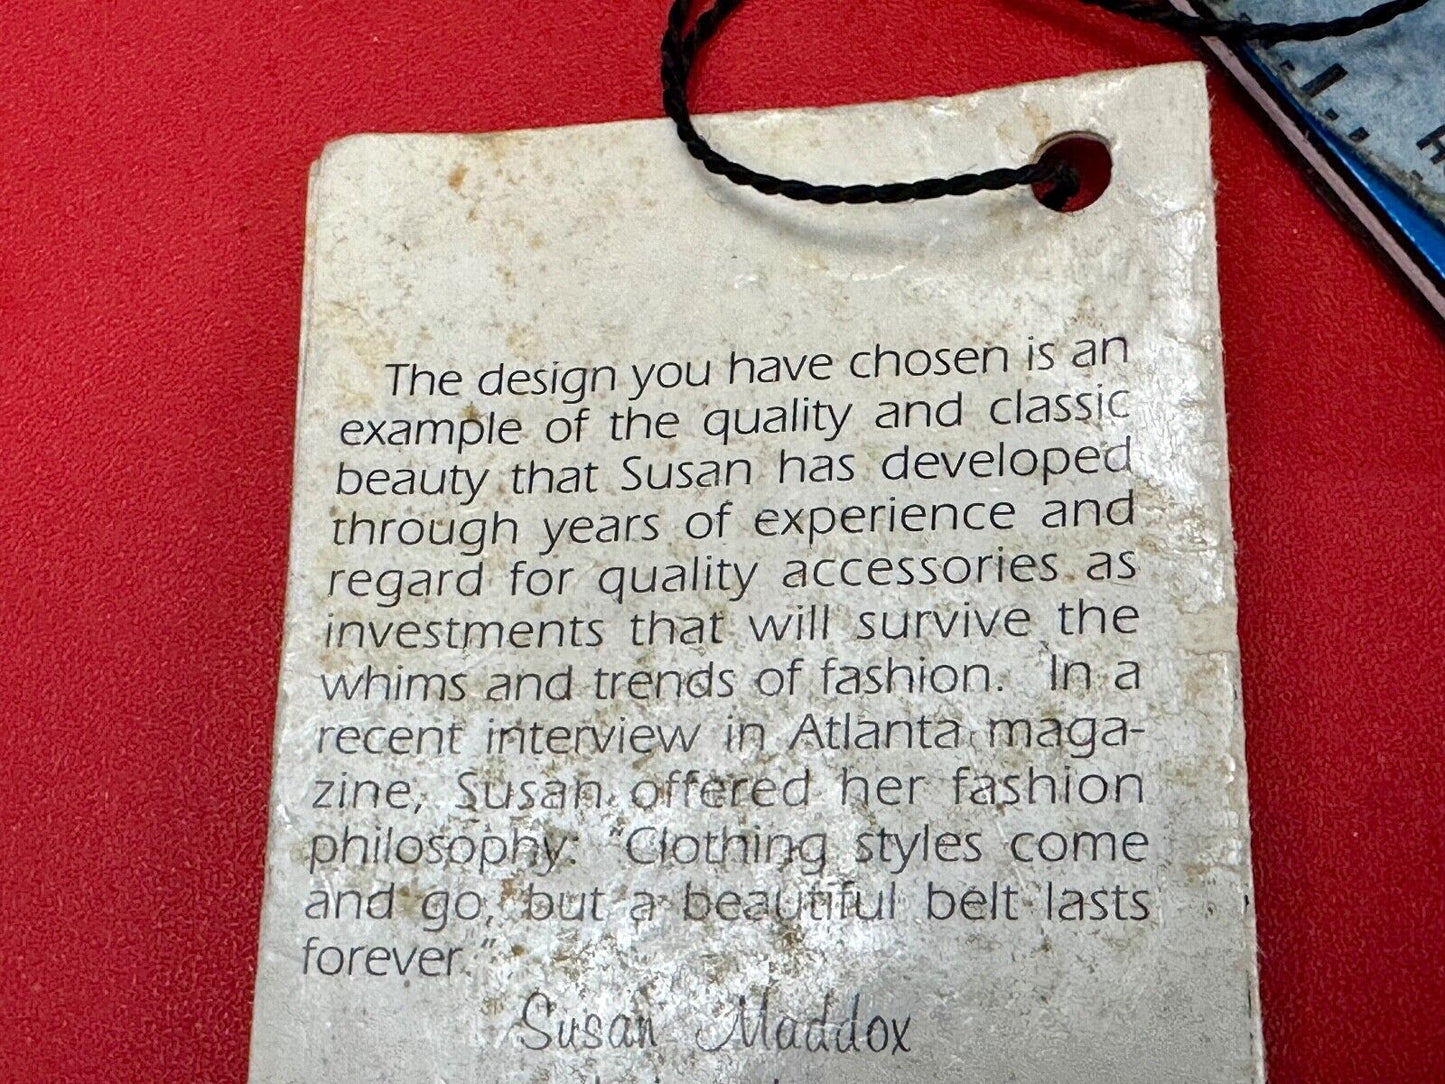 The design you have chosen is an
example of the quality and classic
beauty that Susan has developed
through years of experience and
regard for quality accessories as
investments that will survive the
whims and trends of fashion. In a
recent interview in Atlanta maga-
zine, Susan offered her fashion
philosophy: "Clothing styles come
and go, but a beautiful belt lasts
forever."
Susan Maddox